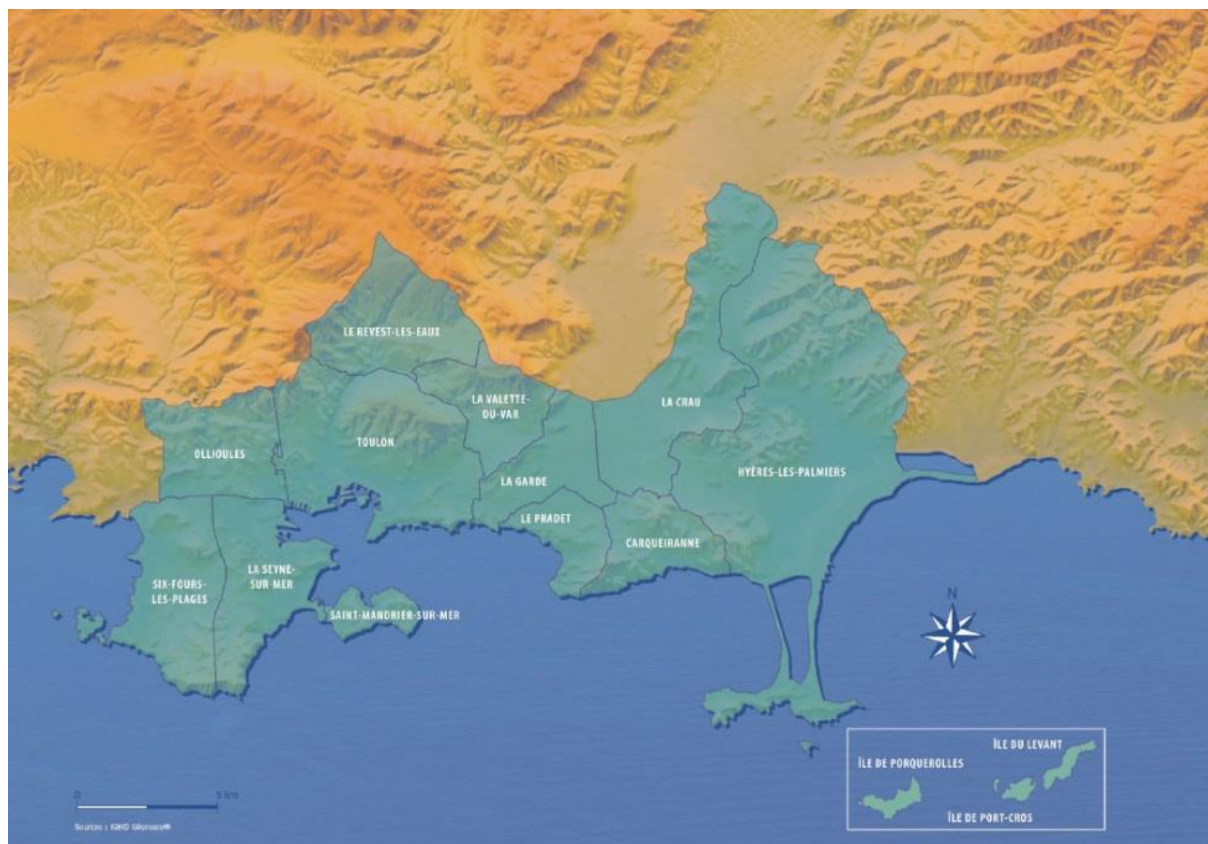 LE REVEST-LES-EAUX
LA VALETTE-
DU-VAR
LA CRAU
TOULON
OLLIOULES
HYÈRES-LES-PALMIERS
LA GARDE
LE PRADET
CARQUEIRANNE
LA SEYNE-
SUR MER
SIX-FOURS-
LES-PLAGES
SAINT-MANDRIER-SUR-MER
N
ÎLE DU LEVANT
ÎLE DE PORQUEROLLES
ÎLE DE PORT-CROS
0 5 km
Sources : IGN©